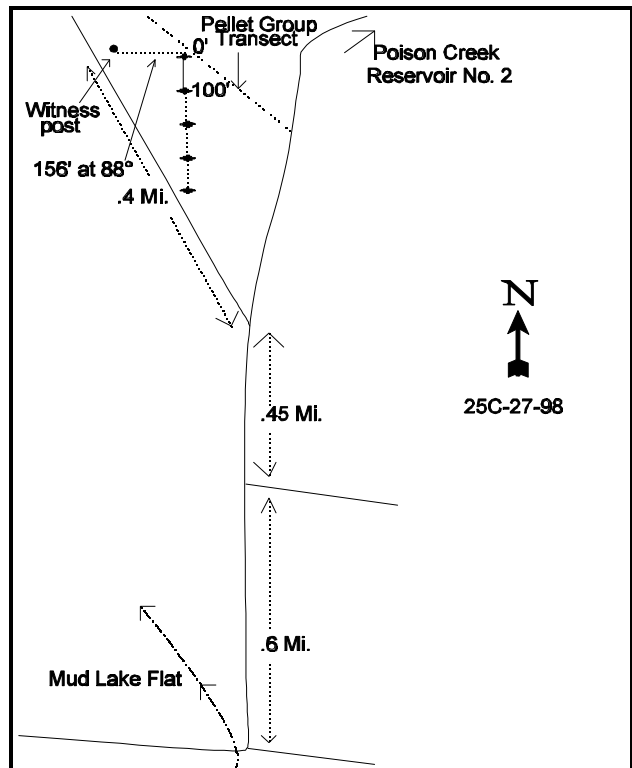 Pellet Group
Transect
0'
Poison Creek
Reservoir No. 2
100'
Witness
post
156' at 88°
.4 Mi.
N
25C-27-98
.45 Mi.
.6 Mi.
Mud Lake Flat